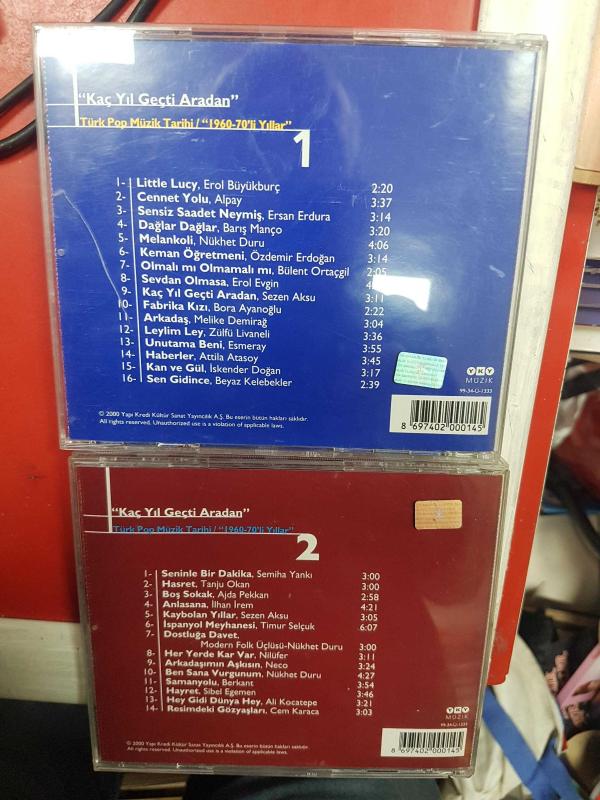 "Kaç Yıl Geçti Aradan"
Türk Pop Müzik Tarihi / "1960-70'li Yıllar"
1
1- Little Lucy, Erol Büyükburç 2:20
2- Cennet Yolu, Alpay 3:37
3- Sensiz Saadet Neymiş, Ersan Erdura 3:14
4- Dağlar Dağlar, Barış Manço 3:20
5- Melankoli, Nükhet Duru 4:06
6- Keman Öğretmeni, Özdemir Erdoğan 3:14
7- Olmalı mı Olmamalı mı, Bülent Ortaçgil 2:05
8- Sevdan Olmasa, Erol Evgin
9- Kaç Yıl Geçti Aradan, Sezen Aksu 3:11
10- Fabrika Kızı, Bora Ayanoğlu 2:22
11- Arkadaş, Melike Demirağ 3:04
12- Leylim Ley, Zülfü Livaneli 3:36
13- Unutama Beni, Esmeray 3:55
14- Haberler, Attila Atasoy 3:45
15- Kan ve Gül, İskender Doğan 3:17
16- Sen Gidince, Beyaz Kelebekler 2:39
YKY
MÜZİK
99-34-Ü-1333
© 2000 Yapı Kredi Kültür Sanat Yayıncılık A.Ş. Bu eserin bütün hakları saklıdır.
All rights reserved. Unauthorized use is a violation of applicable laws.
8 697402 000145
"Kaç Yıl Geçti Aradan"
Türk Pop Müzik Tarihi / "1960-70'li Yıllar"
2
1- Seninle Bir Dakika, Semiha Yankı 3:00
2- Hasret, Tanju Okan 3:00
3- Boş Sokak, Ajda Pekkan 2:58
4- Anlasana, İlhan İrem 4:21
5- Kaybolan Yıllar, Sezen Aksu 3:05
6- İspanyol Meyhanesi, Timur Selçuk 6:07
7- Dostluğa Davet,
Modern Folk Üçlüsü-Nükhet Duru 3:00
8- Her Yerde Kar Var, Nilüfer 3:11
9- Arkadaşımın Aşkısın, Neco 3:24
10- Ben Sana Vurgunum, Nükhet Duru 4:27
11- Samanyolu, Berkant 3:54
12- Hayret, Sibel Egemen 3:46
13- Hey Gidi Dünya Hey, Ali Kocatepe 3:21
14- Resimdeki Gözyaşları, Cem Karaca 3:03
YKY
MÜZİK
99-34-Ü-1333
© 2000 Yapı Kredi Kültür Sanat Yayıncılık A.Ş. Bu eserin bütün hakları saklıdır.
All rights reserved. Unauthorized use is a violation of applicable laws.
8 697402 000145